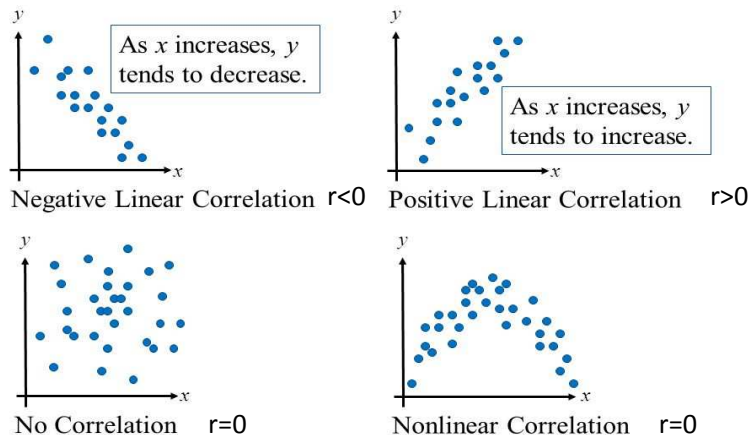 y
As x increases, y
tends to decrease.
x
Negative Linear Correlation r<0
y
As x increases, y
tends to increase.
x
Positive Linear Correlation r>0
y
x
No Correlation r=0
y
x
Nonlinear Correlation r=0